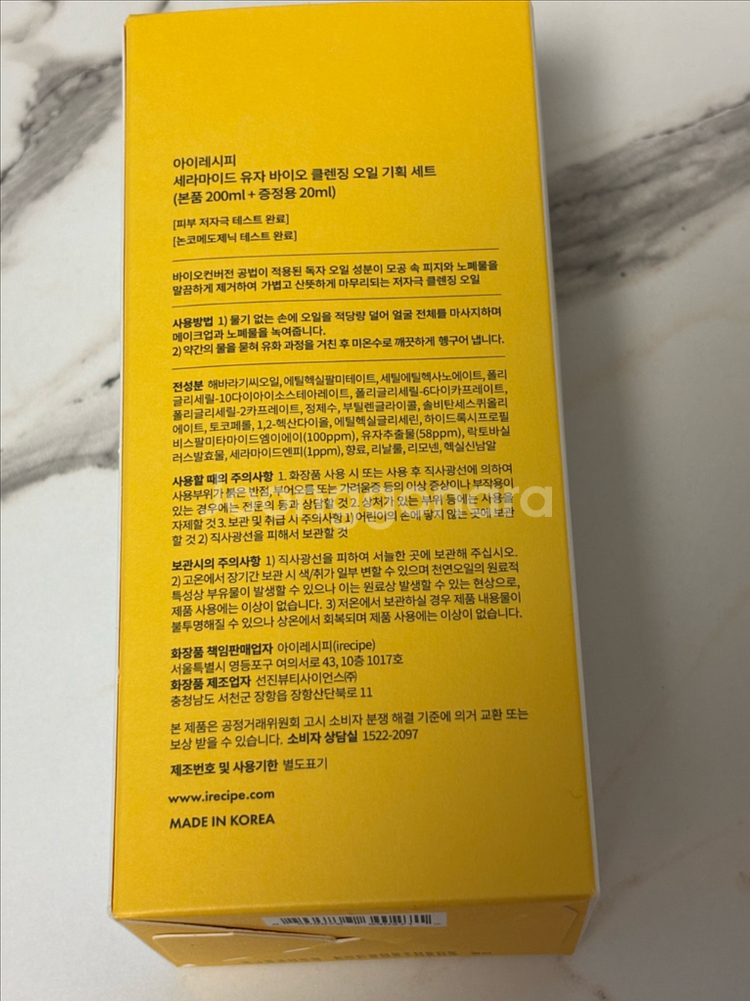 아이레시피
세라마이드 유자 바이오 클렌징 오일 기획 세트
(본품 200ml + 증정용 20ml)
[피부 저자극 테스트 완료]
[논코메도제닉 테스트 완료]
바이오컨버전 공법이 적용된 독자 오일 성분이 모공 속 피지와 노폐물을
말끔하게 제거하여 가볍고 산뜻하게 마무리되는 저자극 클렌징 오일
사용방법 1) 물기 없는 손에 오일을 적당량 덜어 얼굴 전체를 마사지하며
메이크업과 노폐물을 녹여줍니다.
2) 약간의 물을 묻혀 유화 과정을 거친 후 미온수로 깨끗하게 헹구어 냅니다.
전성분 해바라기씨오일, 에틸헥실팔미테이트, 세틸에틸헥사노에이트, 폴리
글리세릴-10다이아이소스테아레이트, 폴리글리세릴-6다이카프레이트,
폴리글리세릴-2카프레이트, 정제수, 부틸렌글라이콜, 솔비탄세스퀴올리
에이트, 토코페롤, 1,2-헥산다이올, 에틸헥실글리세린, 하이드록시프로필
비스팔미타마이드엠이에이(100ppm), 유자추출물(58ppm), 락토바실
러스발효물, 세라마이드엔피(1ppm), 향료, 리날룰, 리모넨, 헥실신남알
사용할 때의 주의사항 1. 화장품 사용 시 또는 사용 후 직사광선에 의하여
사용부위가 붉은 반점, 부어오름 또는 가려움증 등의 이상 증상이나 부작용이
있는 경우에는 전문의 등과 상담할 것 2. 상처가 있는 부위 등에는 사용을
자제할 것 3. 보관 및 취급 시 주의사항 1) 어린이의 손에 닿지 않는 곳에 보관
할 것 2) 직사광선을 피해서 보관할 것
보관시의 주의사항 1) 직사광선을 피하여 서늘한 곳에 보관해 주십시오.
2) 고온에서 장기간 보관 시 색/취가 일부 변할 수 있으며 천연오일의 원료적
특성상 부유물이 발생할 수 있으나 이는 원료상 발생할 수 있는 현상으로,
제품 사용에는 이상이 없습니다. 3) 저온에서 보관하실 경우 제품 내용물이
불투명해질 수 있으나 상온에서 회복되며 제품 사용에는 이상이 없습니다.
화장품 책임판매업자 아이레시피(irecipe)
서울특별시 영등포구 여의서로 43, 10층 1017호
화장품 제조업자 선진뷰티사이언스㈜
충청남도 서천군 장항읍 장항산단북로 11
본 제품은 공정거래위원회 고시 소비자 분쟁 해결 기준에 의거 교환 또는
보상 받을 수 있습니다. 소비자 상담실 1522-2097
제조번호 및 사용기한 별도표기
www.irecipe.com
MADE IN KOREA